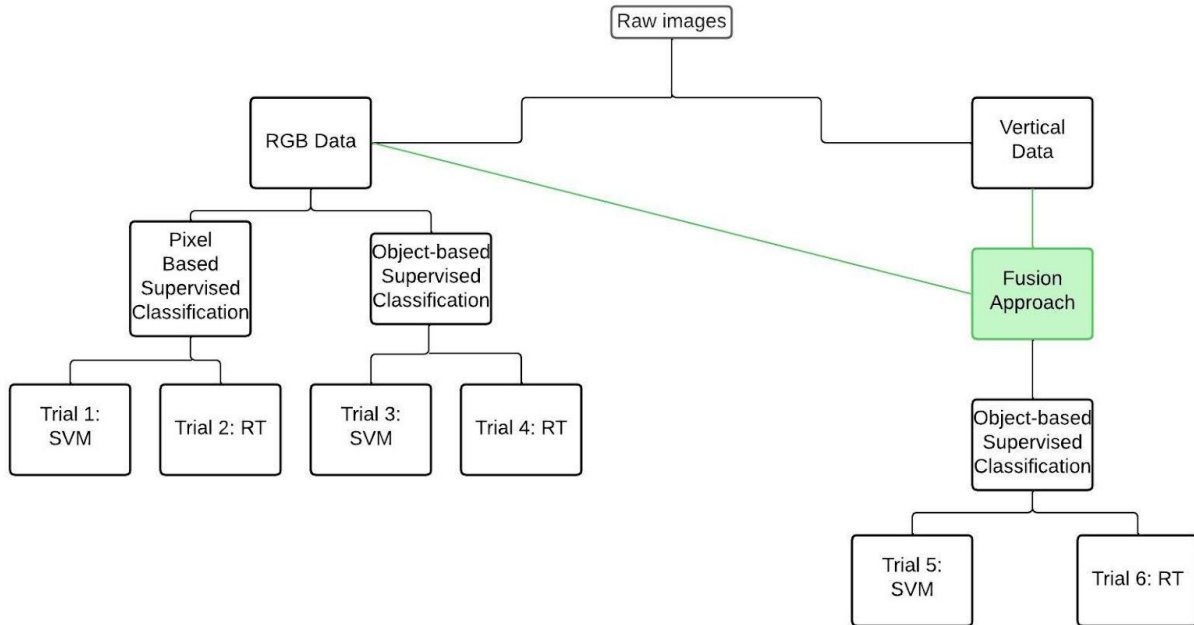 Raw images
RGB Data
Vertical
Data
Pixel
Based
Supervised
Classification
Object-based
Supervised
Classification
Fusion
Approach
Trial 1:
SVM
Trial 2: RT
Trial 3:
SVM
Trial 4: RT
Object-based
Supervised
Classification
Trial 5:
SVM
Trial 6: RT